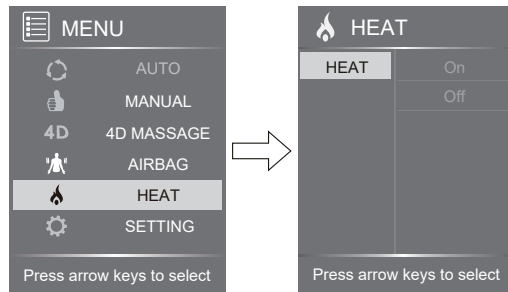 MENU
AUTO
MANUAL
4D 4D MASSAGE
AIRBAG
HEAT
SETTING
Press arrow keys to select
HEAT
HEAT On
Off
Press arrow keys to select